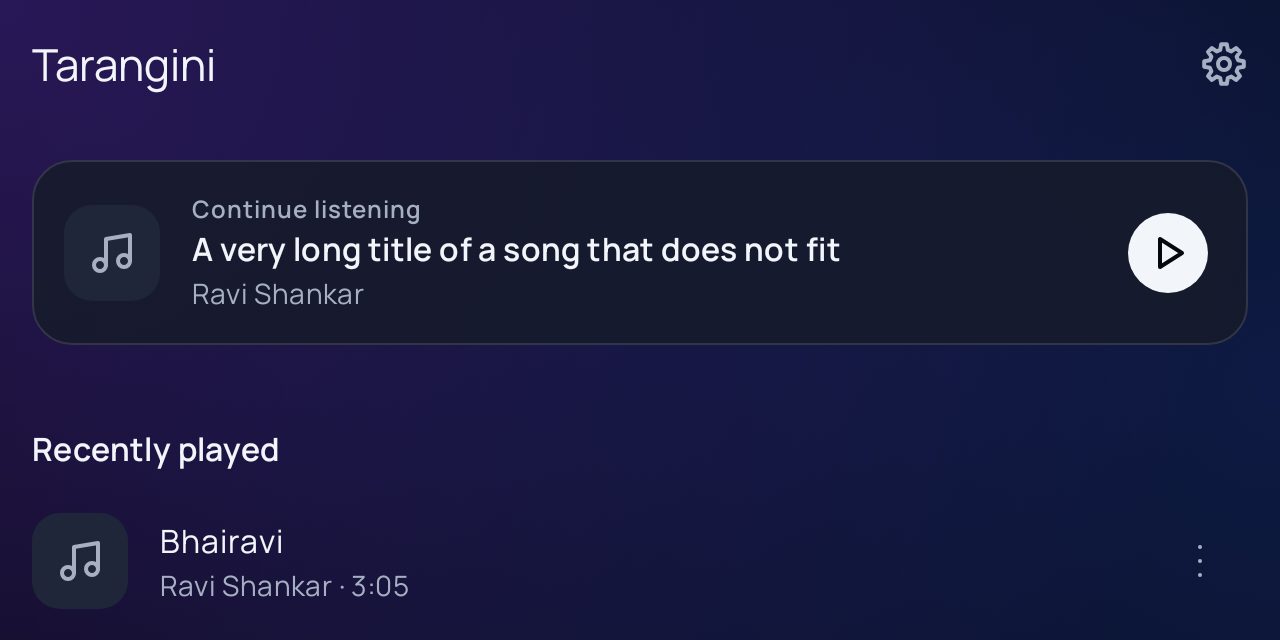 Tarangini
Continue listening
A very long title of a song that does not fit
Ravi Shankar
Recently played
Bhairavi
Ravi Shankar · 3:05